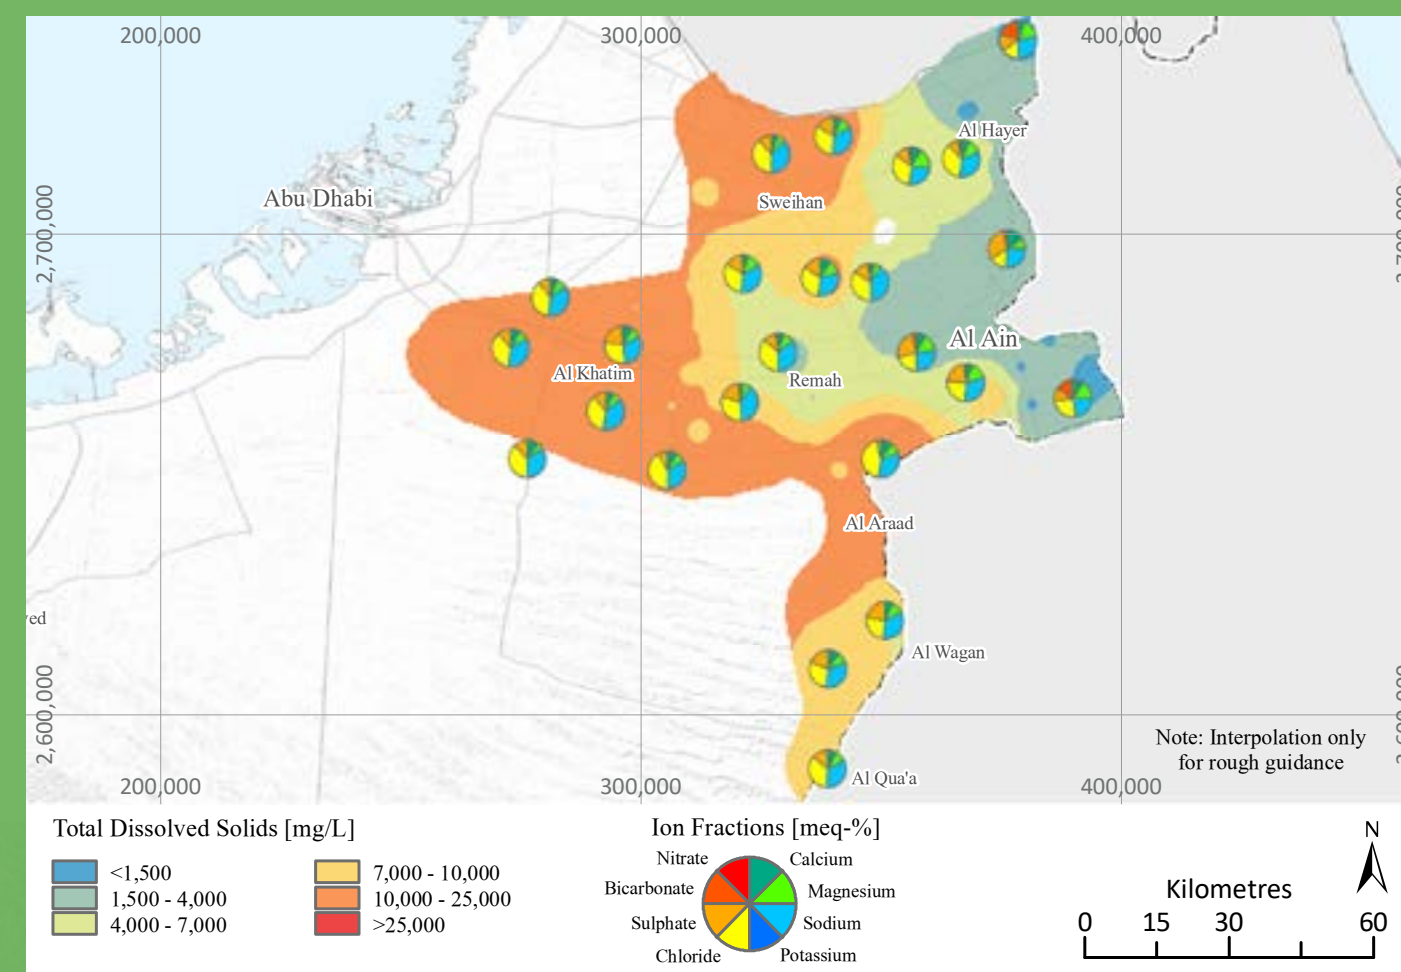 200,000
300,000
400,000
Al Hayer
2,700,000
Abu Dhabi
Sweihan
Al Ain
Al Khatim
Remah
Al Araad
Al Wagan
2,600,000
Note: Interpolation only
for rough guidance
Al Qua'a
200,000
300,000
400,000
Total Dissolved Solids [mg/L]
<1,500
1,500 - 4,000
4,000 - 7,000
7,000 - 10,000
10,000 - 25,000
>25,000
Ion Fractions [meq-%]
Nitrate
Calcium
Bicarbonate
Magnesium
Sulphate
Sodium
Chloride
Potassium
N
Kilometres
0 15 30 60